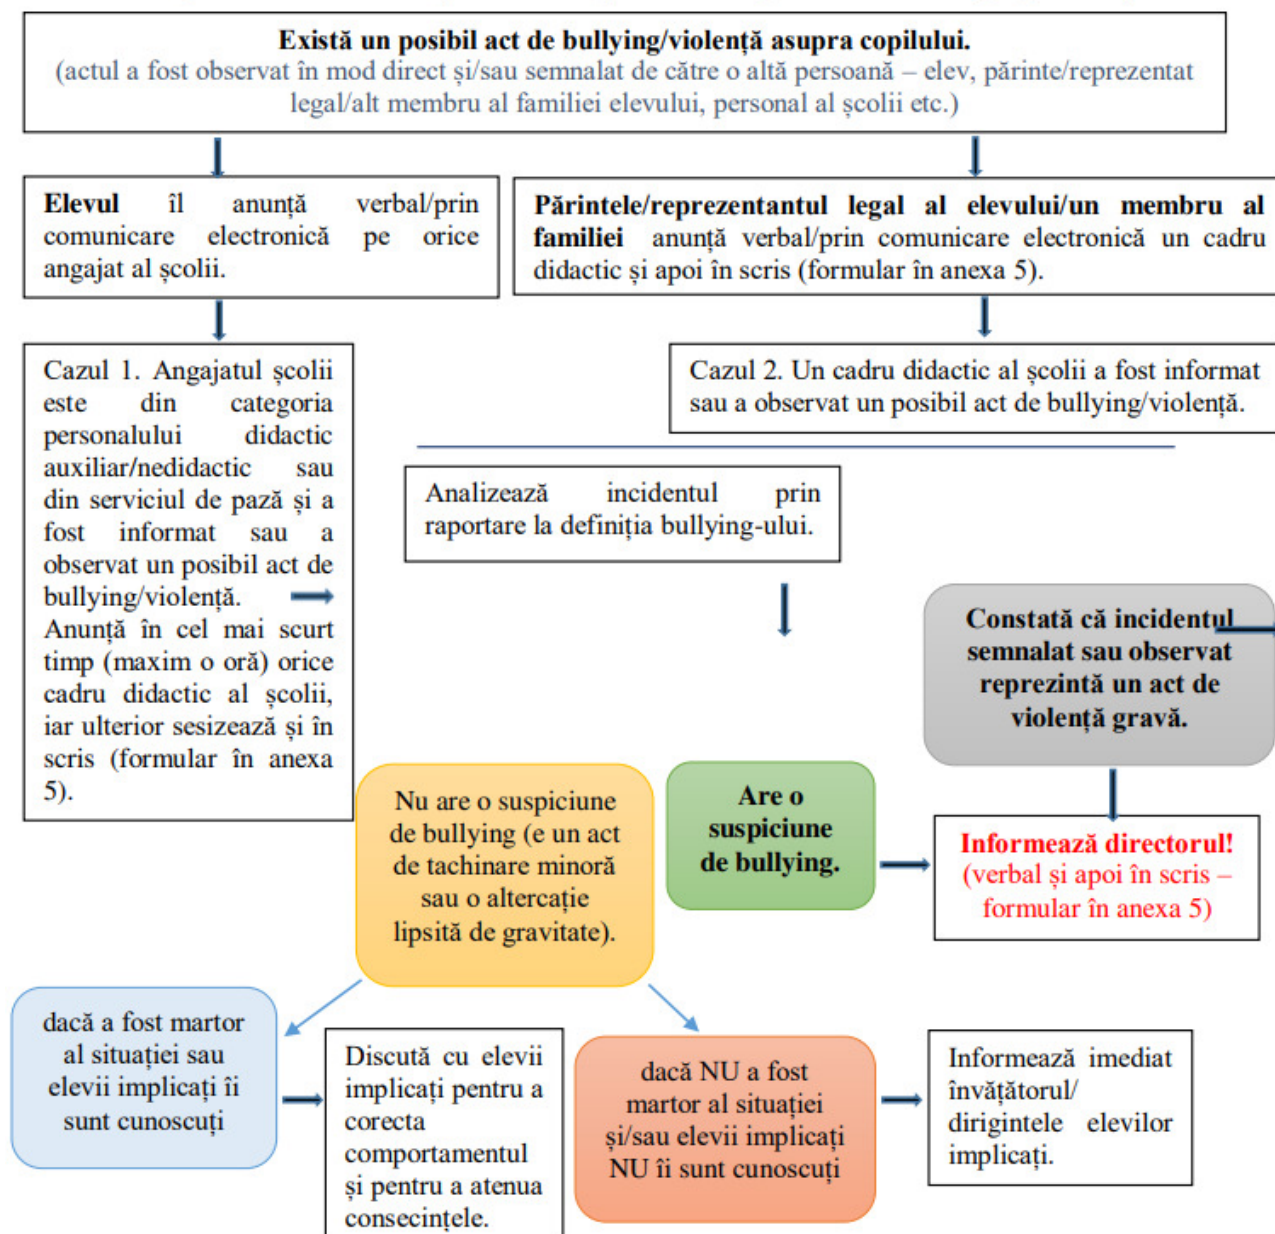 Există un posibil act de bullying/violență asupra copilului.
(actul a fost observat în mod direct și/sau semnalat de către o altă persoană – elev, părinte/reprezentat
legal/alt membru al familiei elevului, personal al școlii etc.)
Elevul îl anunță verbal/prin
comunicare electronică pe orice
angajat al școlii.
Părintele/reprezentantul legal al elevului/un membru al
familiei anunță verbal/prin comunicare electronică un cadru
didactic și apoi în scris (formular în anexa 5).
Cazul 1. Angajatul școlii
este din categoria
personalului didactic
auxiliar/nedidactic sau
din serviciul de pază și a
fost informat sau a
observat un posibil act de
bullying/violență.
Anunță în cel mai scurt
timp (maxim o oră) orice
cadru didactic al școlii,
iar ulterior sesizează și în
scris (formular în anexa
5).
Cazul 2. Un cadru didactic al școlii a fost informat
sau a observat un posibil act de bullying/violență.
Analizează incidentul prin
raportare la definiția bullying-ului.
Constată că incidentul
semnalat sau observat
reprezintă un act de
violență gravă.
Nu are o suspiciune
de bullying (e un act
de tachinare minoră
sau o altercație
lipsită de gravitate).
Are o
suspiciune
de bullying.
Informează directorul!
(verbal și apoi în scris –
formular în anexa 5)
dacă a fost martor
al situației sau
elevii implicați îi
sunt cunoscuți
Discută cu elevii
implicați pentru a
corecta
comportamentul
și pentru a atenua
consecințele.
dacă NU a fost
martor al situației
și/sau elevii implicați
NU îi sunt cunoscuți
Informează imediat
învățătorul/
dirigintele elevilor
implicați.